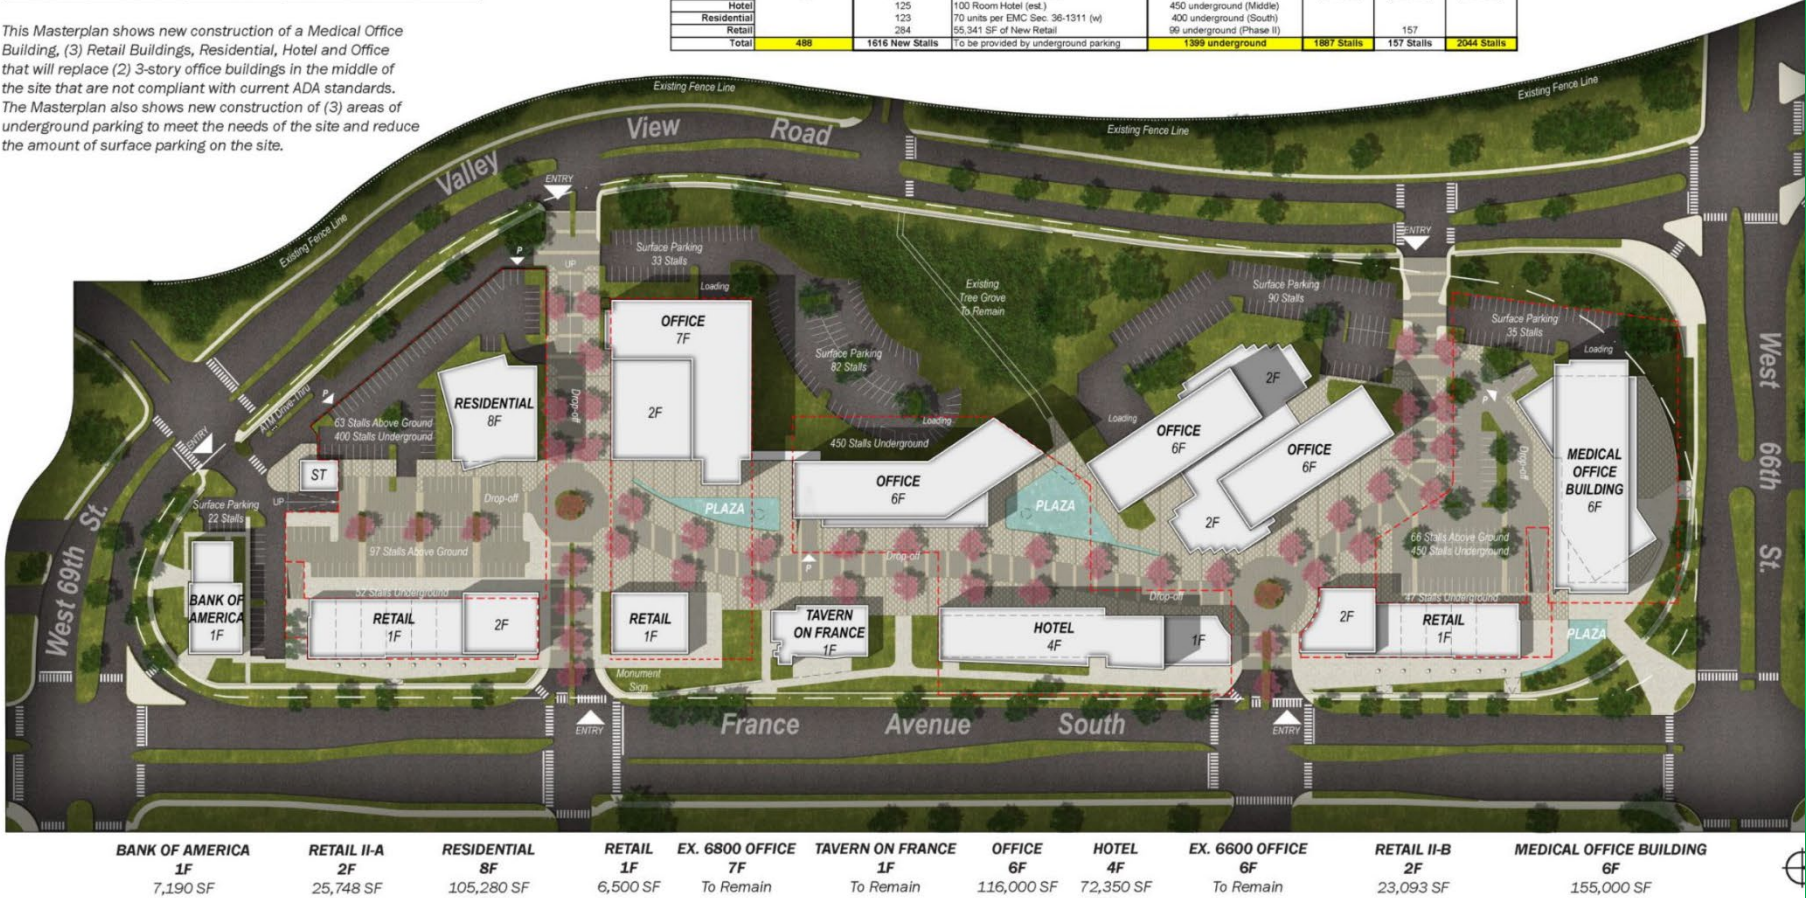 Hotel 125 100 Room Hotel (est.) 450 underground (Middle)
Residential 123 70 units per EMC Sec. 36-1311 (w) 400 underground (South)
Retail 284 55,341 SF of New Retail 99 underground (Phase II) 157
Total 488 1616 New Stalls To be provided by underground parking 1399 underground 1887 Stalls 157 Stalls 2044 Stalls
This Masterplan shows new construction of a Medical Office
Building, (3) Retail Buildings, Residential, Hotel and Office
that will replace (2) 3-story office buildings in the middle of
the site that are not compliant with current ADA standards.
The Masterplan also shows new construction of (3) areas of
underground parking to meet the needs of the site and reduce
the amount of surface parking on the site.
Existing Fence Line
Existing Fence Line
Existing Fence Line
Existing Fence Line
Valley View Road
ENTRY
ENTRY
ENTRY
P
UP
Surface Parking
33 Stalls
Loading
OFFICE
7F
2F
Drop-off
Surface Parking
82 Stalls
Existing
Tree Grove
To Remain
Surface Parking
90 Stalls
Surface Parking
35 Stalls
Loading
RESIDENTIAL
8F
P
ATM Drive-Thru
63 Stalls Above Ground
400 Stalls Underground
ST
UP
Surface Parking
22 Stalls
Drop-off
97 Stalls Above Ground
52 Stalls Underground
BANK OF
AMERICA
1F
RETAIL
1F
2F
PLAZA
Loading
450 Stalls Underground
OFFICE
6F
PLAZA
Drop-off
P
RETAIL
1F
Monument
Sign
TAVERN
ON FRANCE
1F
HOTEL
4F
1F
Drop-off
Loading
2F
OFFICE
6F
OFFICE
6F
2F
P
Drop-off
66 Stalls Above Ground
450 Stalls Underground
47 Stalls Underground
MEDICAL
OFFICE
BUILDING
6F
2F
RETAIL
1F
PLAZA
West 69th St.
West 66th St.
ENTRY
ENTRY
France Avenue South
BANK OF AMERICA
1F
7,190 SF
RETAIL II-A
2F
25,748 SF
RESIDENTIAL
8F
105,280 SF
RETAIL
1F
6,500 SF
EX. 6800 OFFICE
7F
To Remain
TAVERN ON FRANCE
1F
To Remain
OFFICE
6F
116,000 SF
HOTEL
4F
72,350 SF
EX. 6600 OFFICE
6F
To Remain
RETAIL II-B
2F
23,093 SF
MEDICAL OFFICE BUILDING
6F
155,000 SF